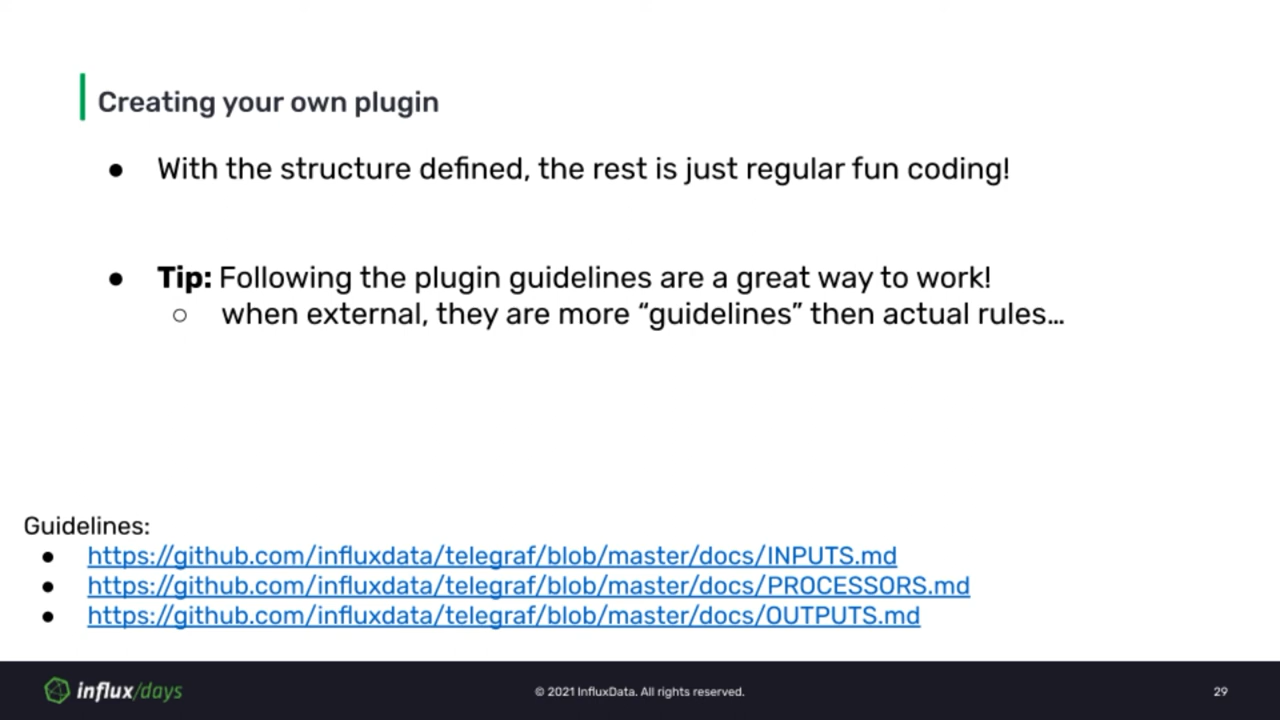 Creating your own plugin
● With the structure defined, the rest is just regular fun coding!
● Tip: Following the plugin guidelines are a great way to work!
○ when external, they are more “guidelines” then actual rules…
Guidelines:
● https://github.com/influxdata/telegraf/blob/master/docs/INPUTS.md
● https://github.com/influxdata/telegraf/blob/master/docs/PROCESSORS.md
● https://github.com/influxdata/telegraf/blob/master/docs/OUTPUTS.md
influx/days
© 2021 InfluxData. All rights reserved.
29